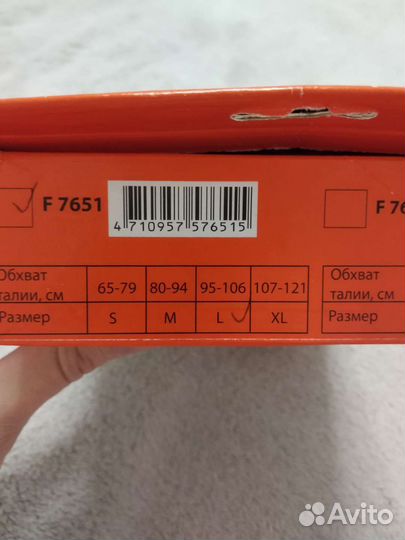 F 7651
4 710957 576515
F 76
Обхват талии, см 65-79 80-94 95-106 107-121
Размер S M L XL
Обхват талии, см
Размер
Avito